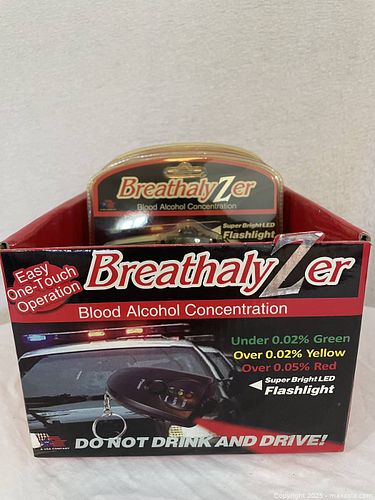 BreathalyZer
Blood Alcohol Concentration
Super Bright LED
Flashlight
Easy
One-Touch
Operation
BreathalyZer
Blood Alcohol Concentration
Under 0.02% Green
Over 0.02% Yellow
Over 0.05% Red
Super Bright LED
Flashlight
DO NOT DRINK AND DRIVE!
A USA COMPANY
Copyright 2025 - maxsold.com